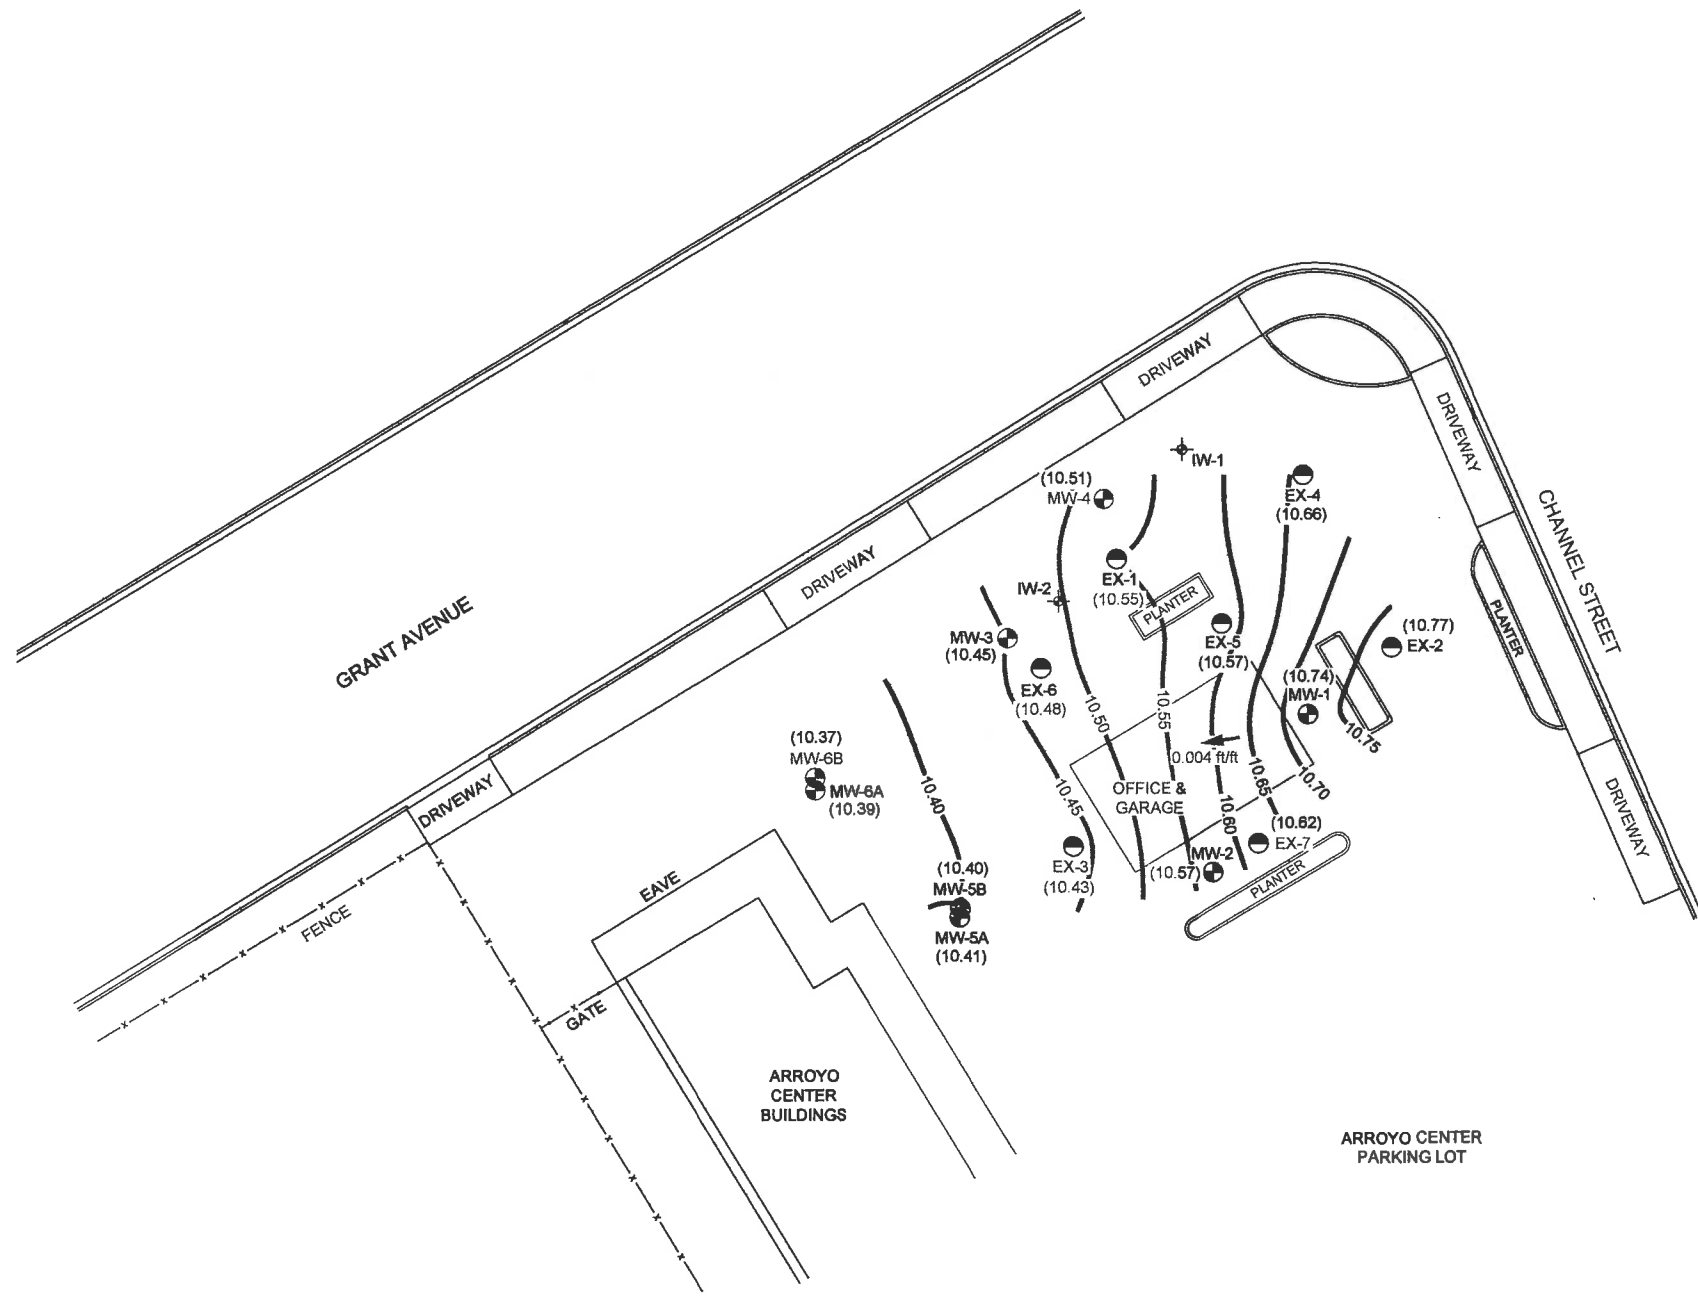 DRIVEWAY
DRIVEWAY
IW-1
(10.51)
MW-4
EX-4
(10.66)
CHANNEL STREET
DRIVEWAY
EX-1
(10.55)
PLANTER
IW-2
GRANT AVENUE
PLANTER
MW-3
(10.45)
EX-5
(10.57)
(10.77)
EX-2
EX-6
(10.48)
(10.74)
MW-1
10.50
10.55
10.75
(10.37)
MW-6B
MW-6A
(10.39)
0.004 ft/ft
10.40
10.45
10.65
10.70
OFFICE &
GARAGE
10.60
DRIVEWAY
DRIVEWAY
(10.62)
EX-7
EX-3
(10.43)
MW-2
(10.57)
PLANTER
(10.40)
MW-5B
MW-5A
(10.41)
EAVE
FENCE
GATE
ARROYO
CENTER
BUILDINGS
ARROYO CENTER
PARKING LOT